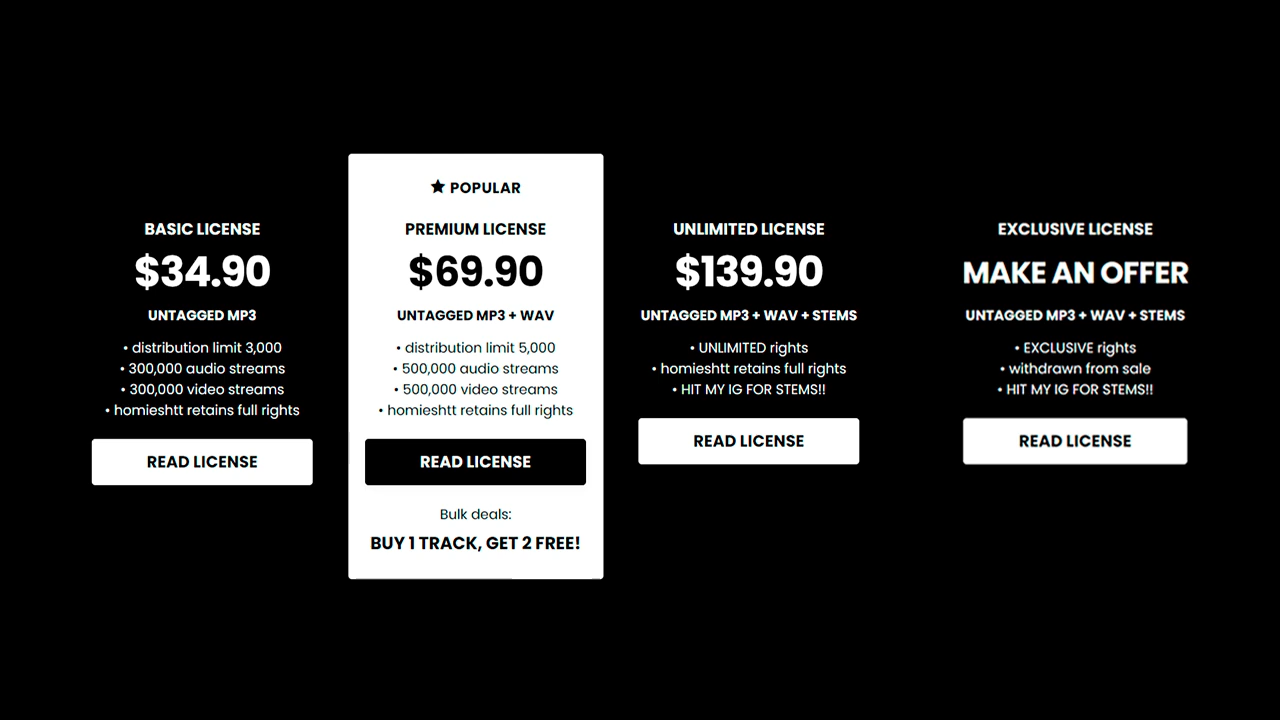 BASIC LICENSE
$34.90
UNTAGGED MP3
• distribution limit 3,000
• 300,000 audio streams
• 300,000 video streams
• homieshtt retains full rights
READ LICENSE
★ POPULAR
PREMIUM LICENSE
$69.90
UNTAGGED MP3 + WAV
• distribution limit 5,000
• 500,000 audio streams
• 500,000 video streams
• homieshtt retains full rights
READ LICENSE
Bulk deals:
BUY 1 TRACK, GET 2 FREE!
UNLIMITED LICENSE
$139.90
UNTAGGED MP3 + WAV + STEMS
• UNLIMITED rights
• homieshtt retains full rights
• HIT MY IG FOR STEMS!!
READ LICENSE
EXCLUSIVE LICENSE
MAKE AN OFFER
UNTAGGED MP3 + WAV + STEMS
• EXCLUSIVE rights
• withdrawn from sale
• HIT MY IG FOR STEMS!!
READ LICENSE